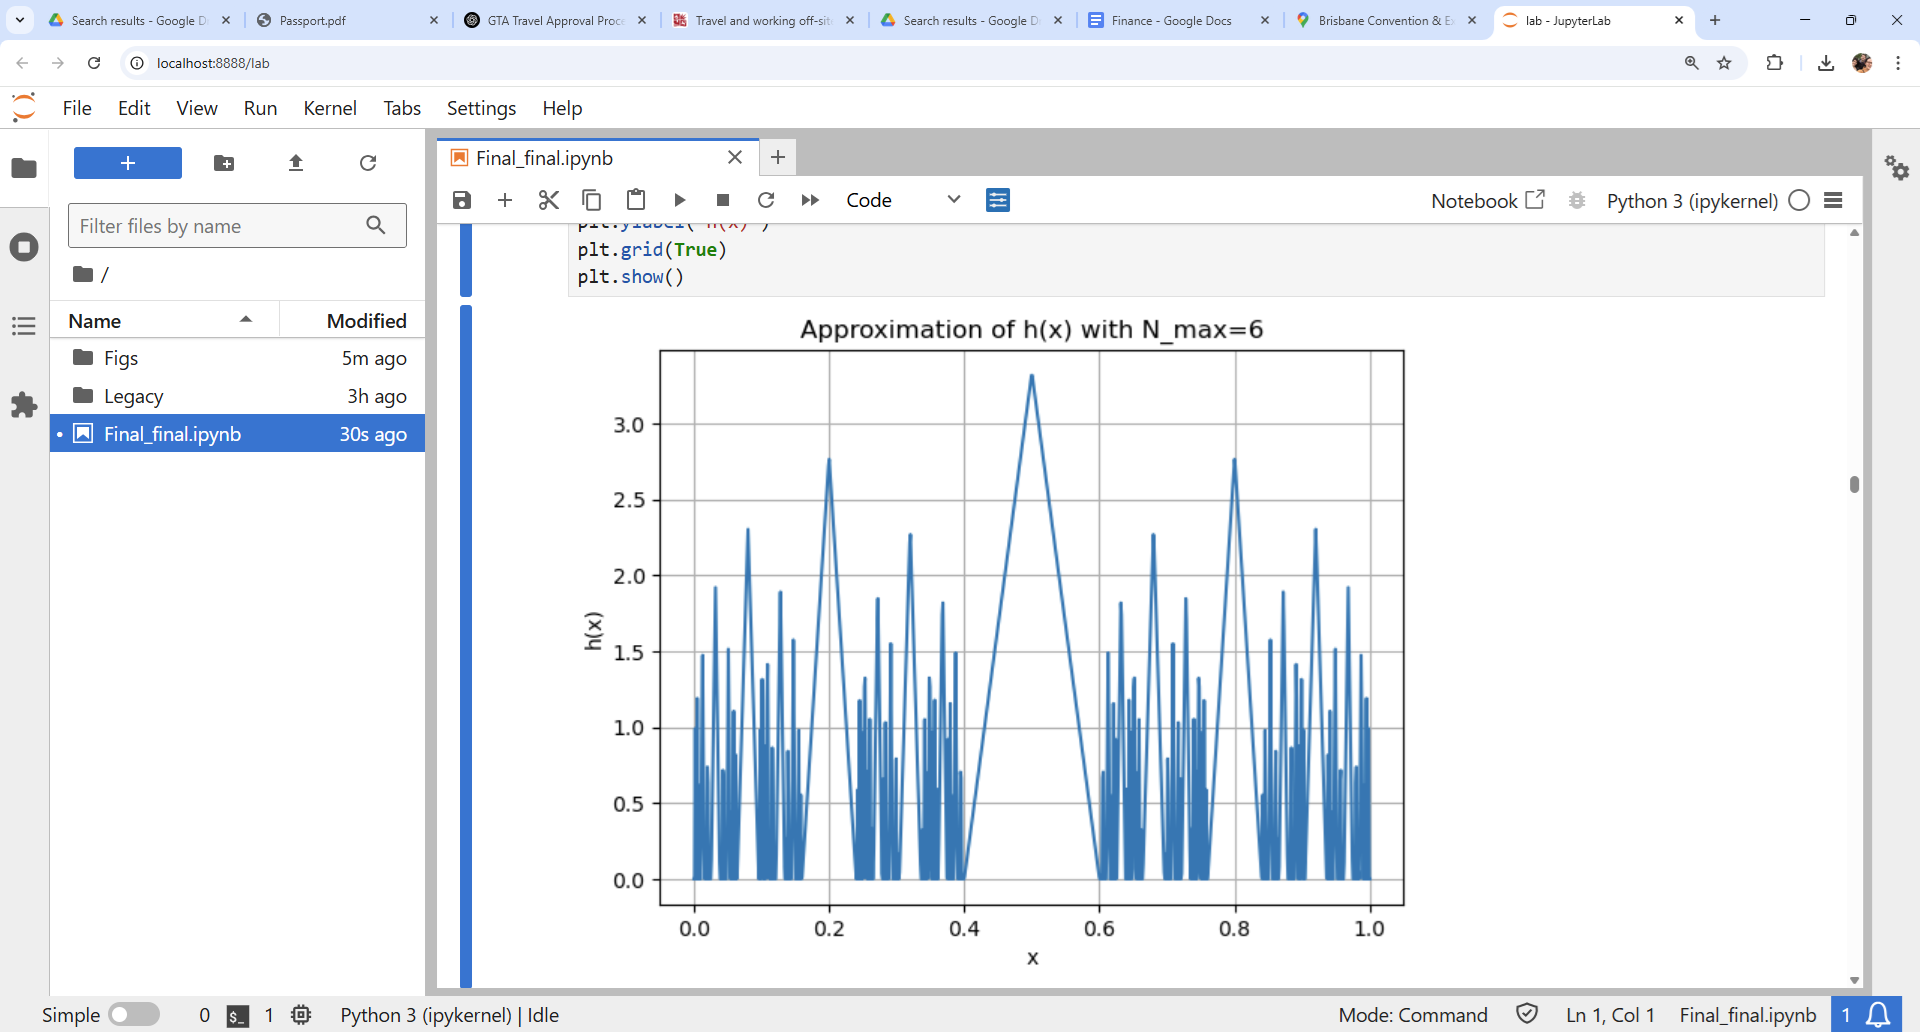 Search results - Google D
Passport.pdf
GTA Travel Approval Proce
Travel and working off-site
Search results - Google D
Finance - Google Docs
Brisbane Convention & E
lab - JupyterLab
localhost:8888/lab
File Edit View Run Kernel Tabs Settings Help
Final_final.ipynb
Code
Notebook
Python 3 (ipykernel)
Filter files by name
/
Name Modified
Figs 5m ago
Legacy 3h ago
Final_final.ipynb 30s ago
plt.ylabel('h(x)')
plt.grid(True)
plt.show()
Approximation of h(x) with N_max=6
3.0
2.5
2.0
1.5
1.0
0.5
0.0
h(x)
0.0 0.2 0.4 0.6 0.8 1.0
x
Simple 0 $_ 1 Python 3 (ipykernel) | Idle
Mode: Command Ln 1, Col 1 Final_final.ipynb 1